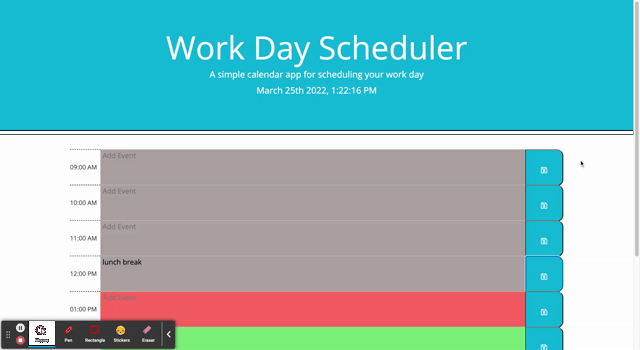 Work Day Scheduler
A simple calendar app for scheduling your work day
March 25th 2022, 1:22:16 PM
09:00 AM Add Event
10:00 AM Add Event
11:00 AM Add Event
12:00 PM lunch break
01:00 PM Add Event
Pen Rectangle Stickers Eraser